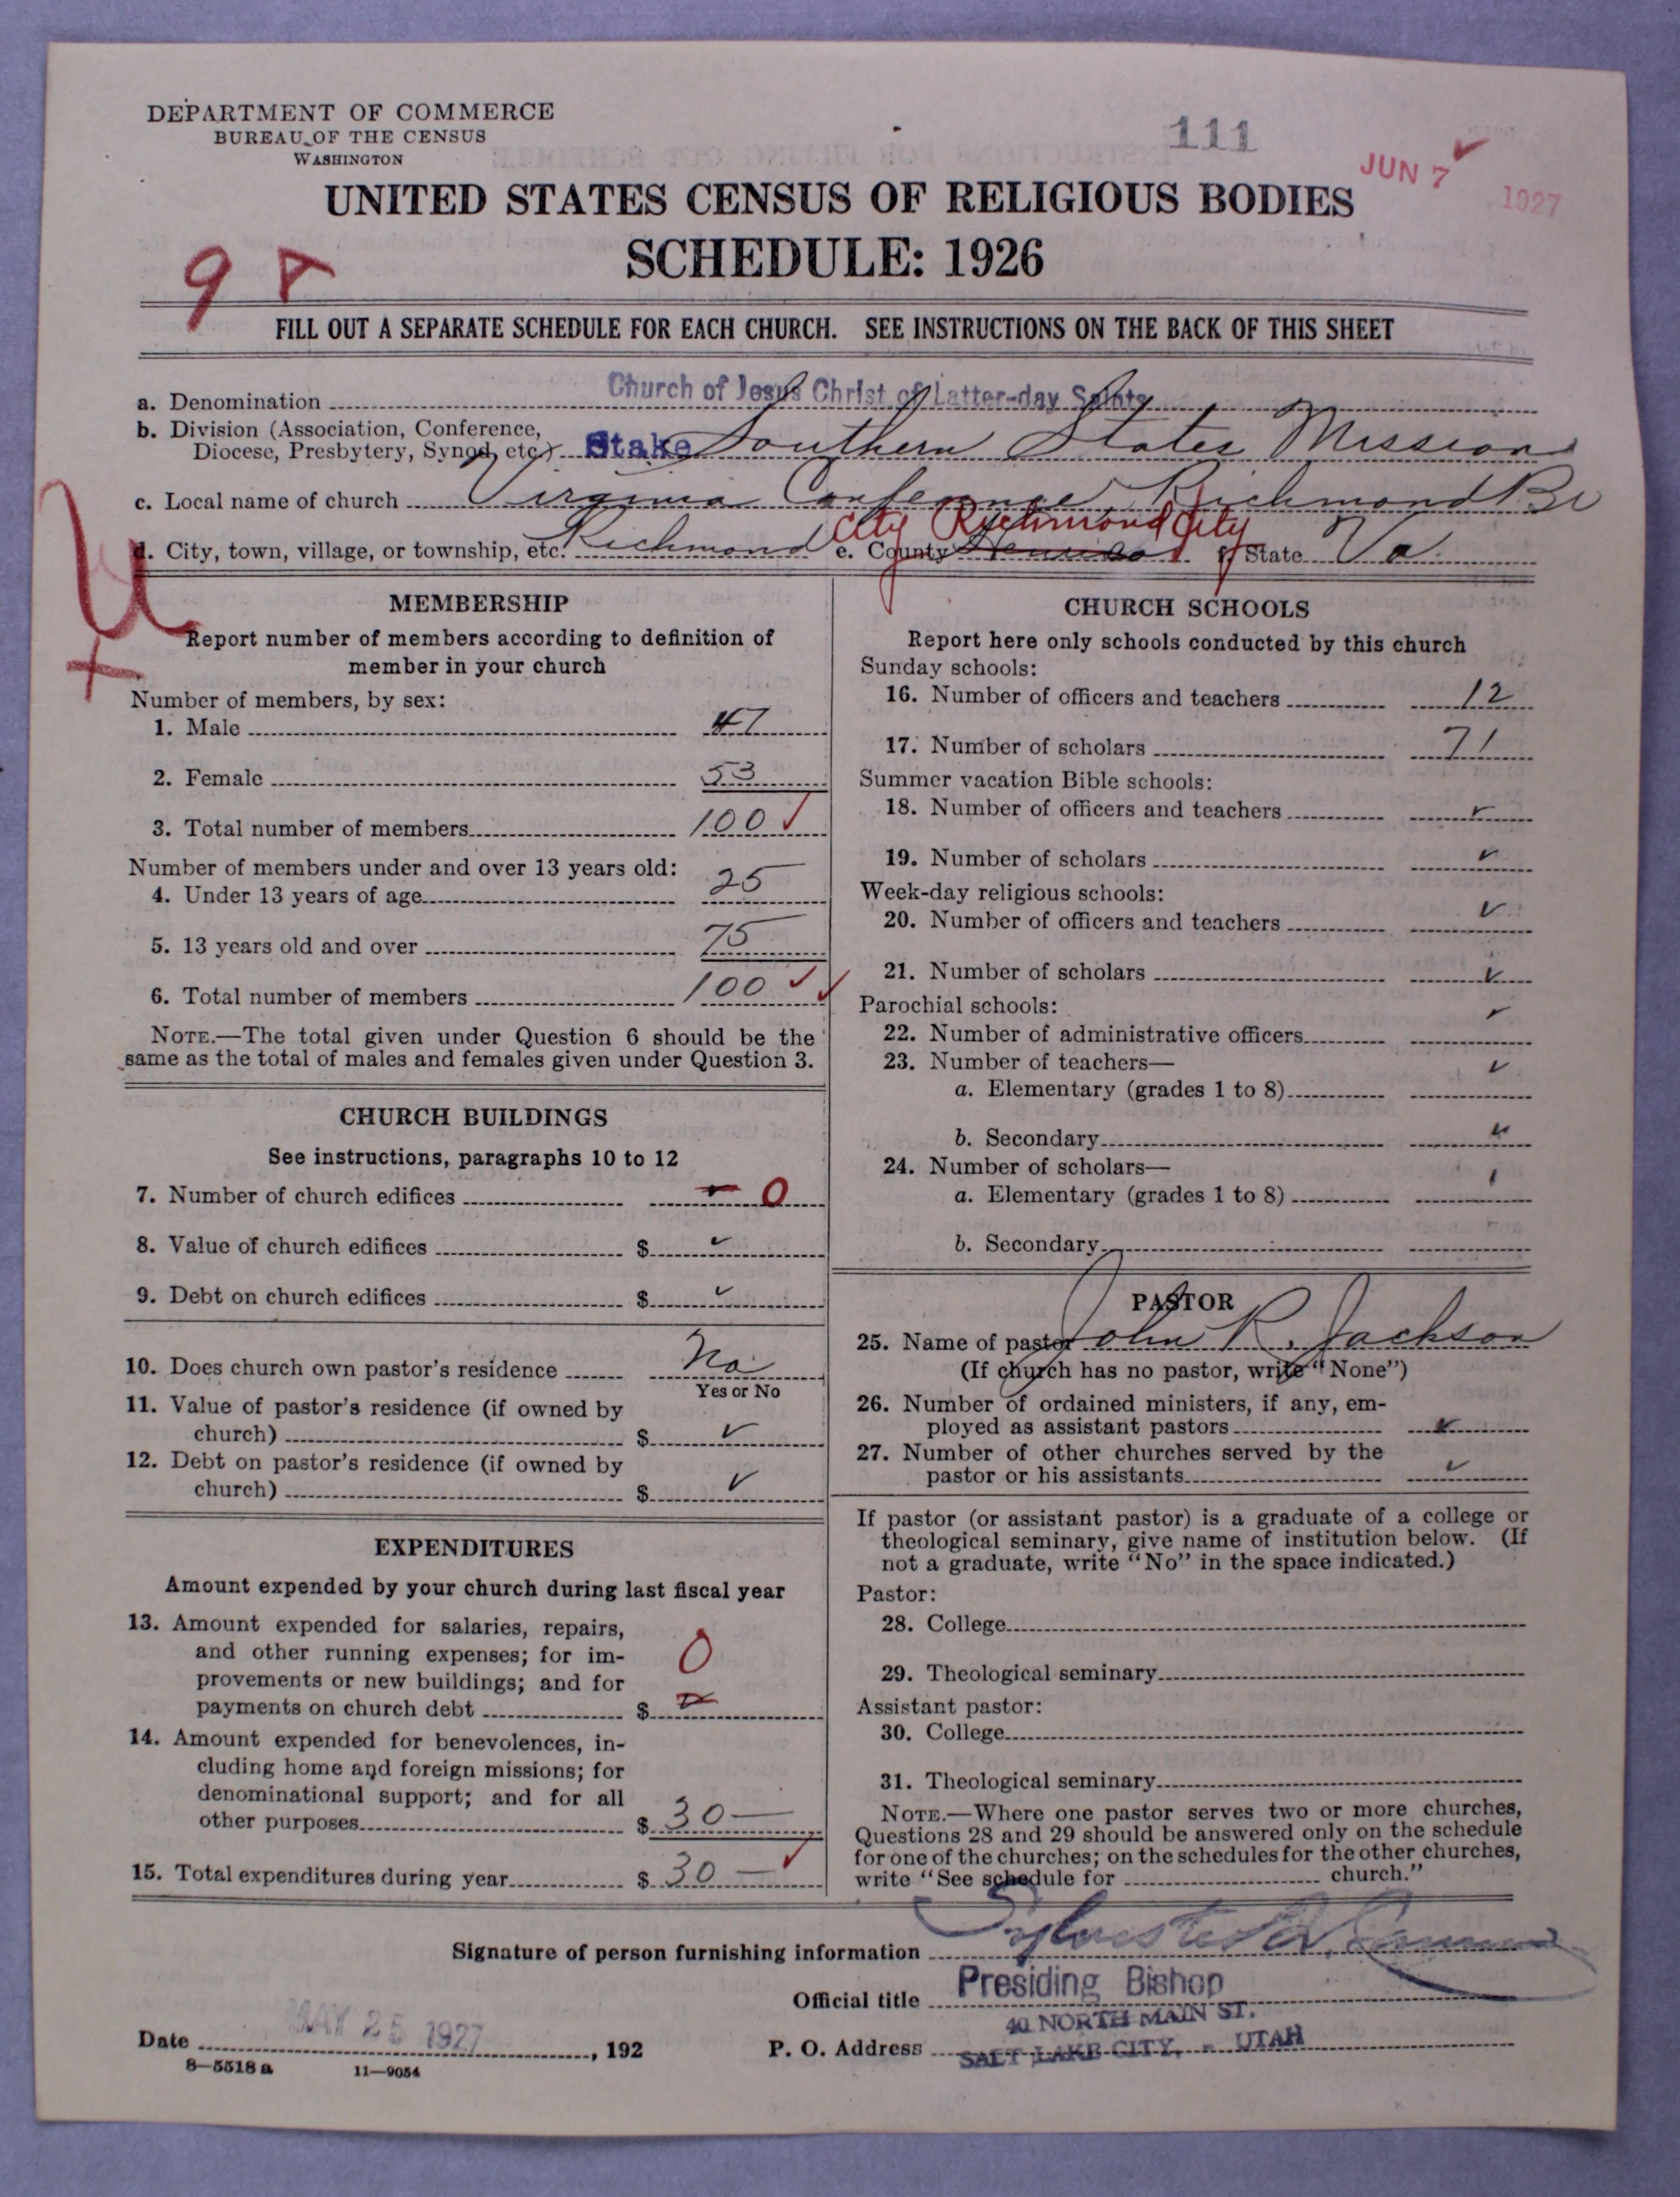 DEPARTMENT OF COMMERCE
BUREAU OF THE CENSUS
WASHINGTON
111
JUN 7 1927
UNITED STATES CENSUS OF RELIGIOUS BODIES
SCHEDULE: 1926
9 A
FILL OUT A SEPARATE SCHEDULE FOR EACH CHURCH. SEE INSTRUCTIONS ON THE BACK OF THIS SHEET
a. Denomination Church of Jesus Christ of Latter-day Saints
b. Division (Association, Conference,
Diocese, Presbytery, Synod, etc.) Stake Southern States Mission
c. Local name of church Virginia Conference Richmond Br
City Richmond City
d. City, town, village, or township, etc. Richmond e. County Henrico f. State Va.
U
MEMBERSHIP
Report number of members according to definition of
member in your church
Number of members, by sex:
1. Male 47
2. Female 53
3. Total number of members 100 ✓
Number of members under and over 13 years old:
4. Under 13 years of age 25
5. 13 years old and over 75
6. Total number of members 100 ✓✓
NOTE.—The total given under Question 6 should be the
same as the total of males and females given under Question 3.
CHURCH BUILDINGS
See instructions, paragraphs 10 to 12
7. Number of church edifices 0
8. Value of church edifices $ ✓
9. Debt on church edifices $ ✓
10. Does church own pastor's residence No
Yes or No
11. Value of pastor's residence (if owned by
church) $ ✓
12. Debt on pastor's residence (if owned by
church) $ ✓
EXPENDITURES
Amount expended by your church during last fiscal year
13. Amount expended for salaries, repairs,
and other running expenses; for im-
provements or new buildings; and for
payments on church debt $ 0
14. Amount expended for benevolences, in-
cluding home and foreign missions; for
denominational support; and for all
other purposes $ 30—
15. Total expenditures during year $ 30— ✓
CHURCH SCHOOLS
Report here only schools conducted by this church
Sunday schools:
16. Number of officers and teachers 12
17. Number of scholars 71
Summer vacation Bible schools:
18. Number of officers and teachers ✓
19. Number of scholars ✓
Week-day religious schools:
20. Number of officers and teachers ✓
21. Number of scholars ✓
Parochial schools:
22. Number of administrative officers ✓
23. Number of teachers—
a. Elementary (grades 1 to 8) ✓
b. Secondary ✓
24. Number of scholars—
a. Elementary (grades 1 to 8)
b. Secondary
PASTOR
25. Name of pastor John R. Jackson
(If church has no pastor, write "None")
26. Number of ordained ministers, if any, em-
ployed as assistant pastors ✓
27. Number of other churches served by the
pastor or his assistants ✓
If pastor (or assistant pastor) is a graduate of a college or
theological seminary, give name of institution below. (If
not a graduate, write "No" in the space indicated.)
Pastor:
28. College
29. Theological seminary
Assistant pastor:
30. College
31. Theological seminary
NOTE.—Where one pastor serves two or more churches,
Questions 28 and 29 should be answered only on the schedule
for one of the churches; on the schedules for the other churches,
write "See schedule for church."
Signature of person furnishing information Sylvester Q. Cannon
Official title Presiding Bishop
Date MAY 25 1927, 192
P. O. Address 40 NORTH MAIN ST.
SALT LAKE CITY, - UTAH
8—5518 a 11—9054